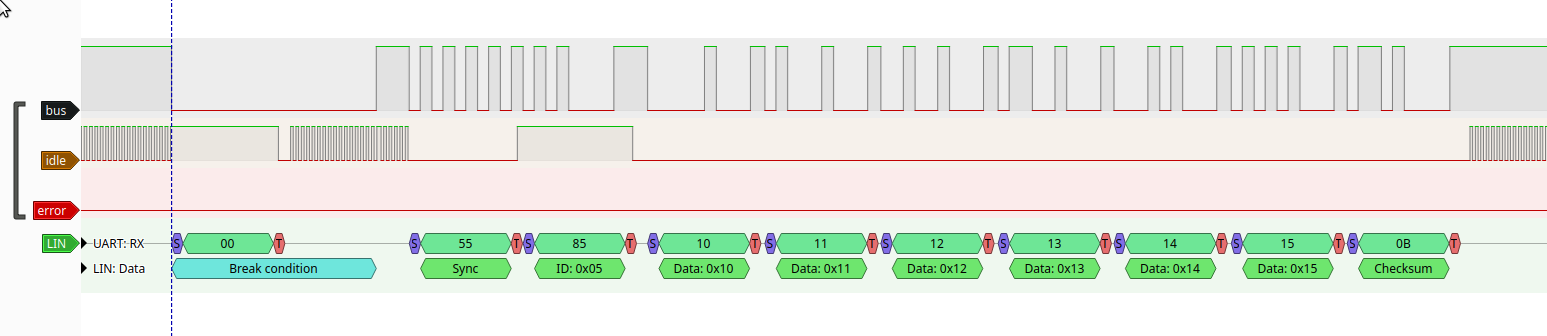 bus
idle
error
LIN UART: RX S 00 T S 55 T S 85 T S 10 T S 11 T S 12 T S 13 T S 14 T S 15 T S 0B T
LIN: Data Break condition Sync ID: 0x05 Data: 0x10 Data: 0x11 Data: 0x12 Data: 0x13 Data: 0x14 Data: 0x15 Checksum